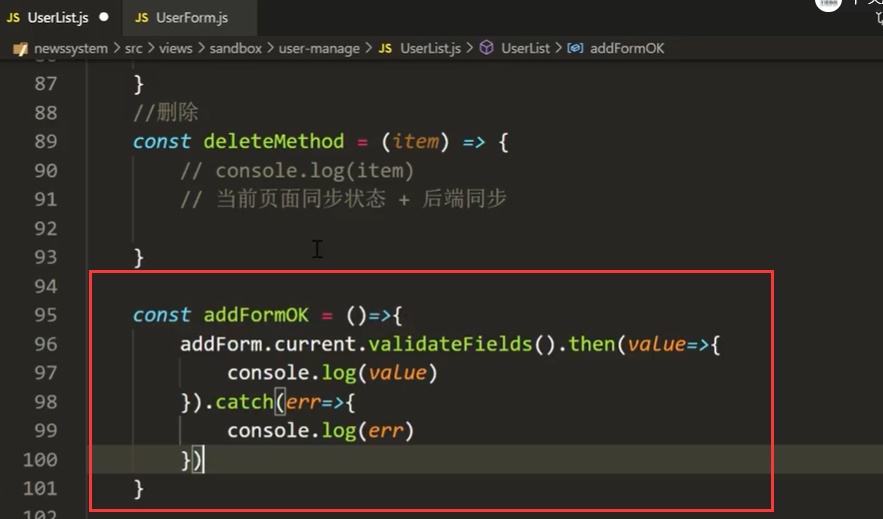 JS UserList.js
JS UserForm.js
newssystem > src > views > sandbox > user-manage > JS UserList.js > UserList > addFormOK
87 }
88 //删除
89 const deleteMethod = (item) => {
90 // console.log(item)
91 // 当前页面同步状态 + 后端同步
92
93 }
94
95 const addFormOK = ()=>{
96 addForm.current.validateFields().then(value=>{
97 console.log(value)
98 }).catch(err=>{
99 console.log(err)
100 })
101 }
102